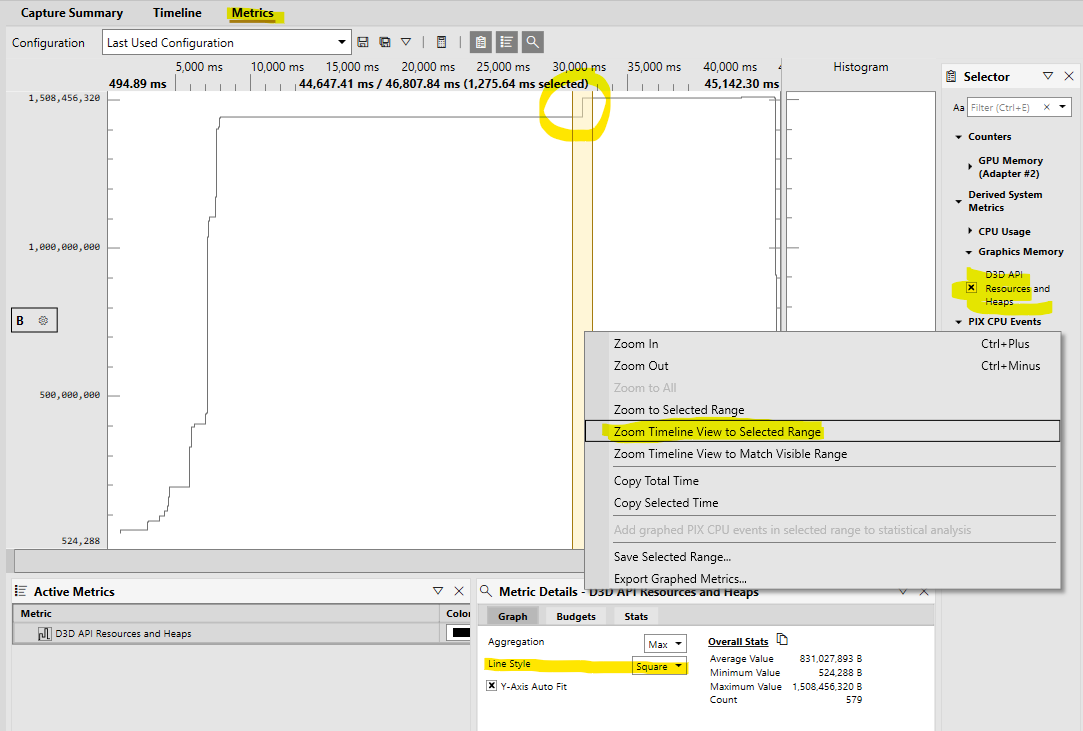 Capture Summary Timeline Metrics
Configuration Last Used Configuration
5,000 ms 10,000 ms 15,000 ms 20,000 ms 25,000 ms 30,000 ms 35,000 ms 40,000 ms
494.89 ms 44,647.41 ms / 46,807.84 ms (1,275.64 ms selected) 45,142.30 ms
Histogram
1,508,456,320
1,000,000,000
B
500,000,000
524,288
Selector
Aa Filter (Ctrl+E)
Counters
GPU Memory
(Adapter #2)
Derived System
Metrics
CPU Usage
Graphics Memory
D3D API
Resources and
Heaps
PIX CPU Events
Zoom In Ctrl+Plus
Zoom Out Ctrl+Minus
Zoom to All
Zoom to Selected Range
Zoom Timeline View to Selected Range
Zoom Timeline View to Match Visible Range
Copy Total Time
Copy Selected Time
Add graphed PIX CPU events in selected range to statistical analysis
Save Selected Range...
Export Graphed Metrics...
Active Metrics
Metric Color
D3D API Resources and Heaps
Metric Details - D3D API Resources and Heaps
Graph Budgets Stats
Aggregation Max
Line Style Square
Y-Axis Auto Fit
Overall Stats
Average Value 831,027,893 B
Minimum Value 524,288 B
Maximum Value 1,508,456,320 B
Count 579